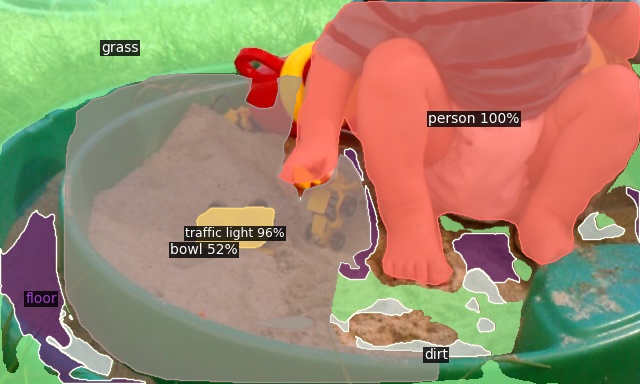 grass
person 100%
traffic light 96%
bowl 52%
floor
dirt